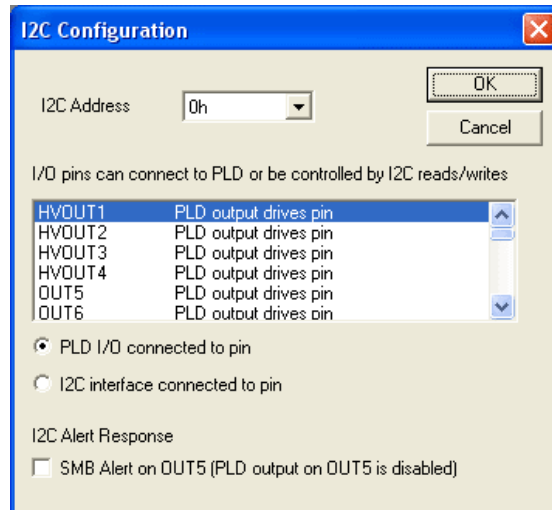 I2C Configuration
I2C Address 0h OK
Cancel
I/O pins can connect to PLD or be controlled by I2C reads/writes
HVOUT1 PLD output drives pin
HVOUT2 PLD output drives pin
HVOUT3 PLD output drives pin
HVOUT4 PLD output drives pin
OUT5 PLD output drives pin
OUT6 PLD output drives pin
PLD I/O connected to pin
I2C interface connected to pin
I2C Alert Response
SMB Alert on OUT5 (PLD output on OUT5 is disabled)